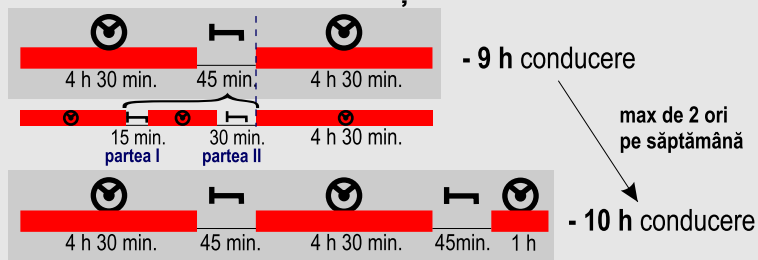 4 h 30 min. 45 min. 4 h 30 min.
- 9 h conducere
15 min. 30 min. 4 h 30 min.
partea I partea II
max de 2 ori
pe săptămână
4 h 30 min. 45 min. 4 h 30 min. 45min. 1 h
- 10 h conducere